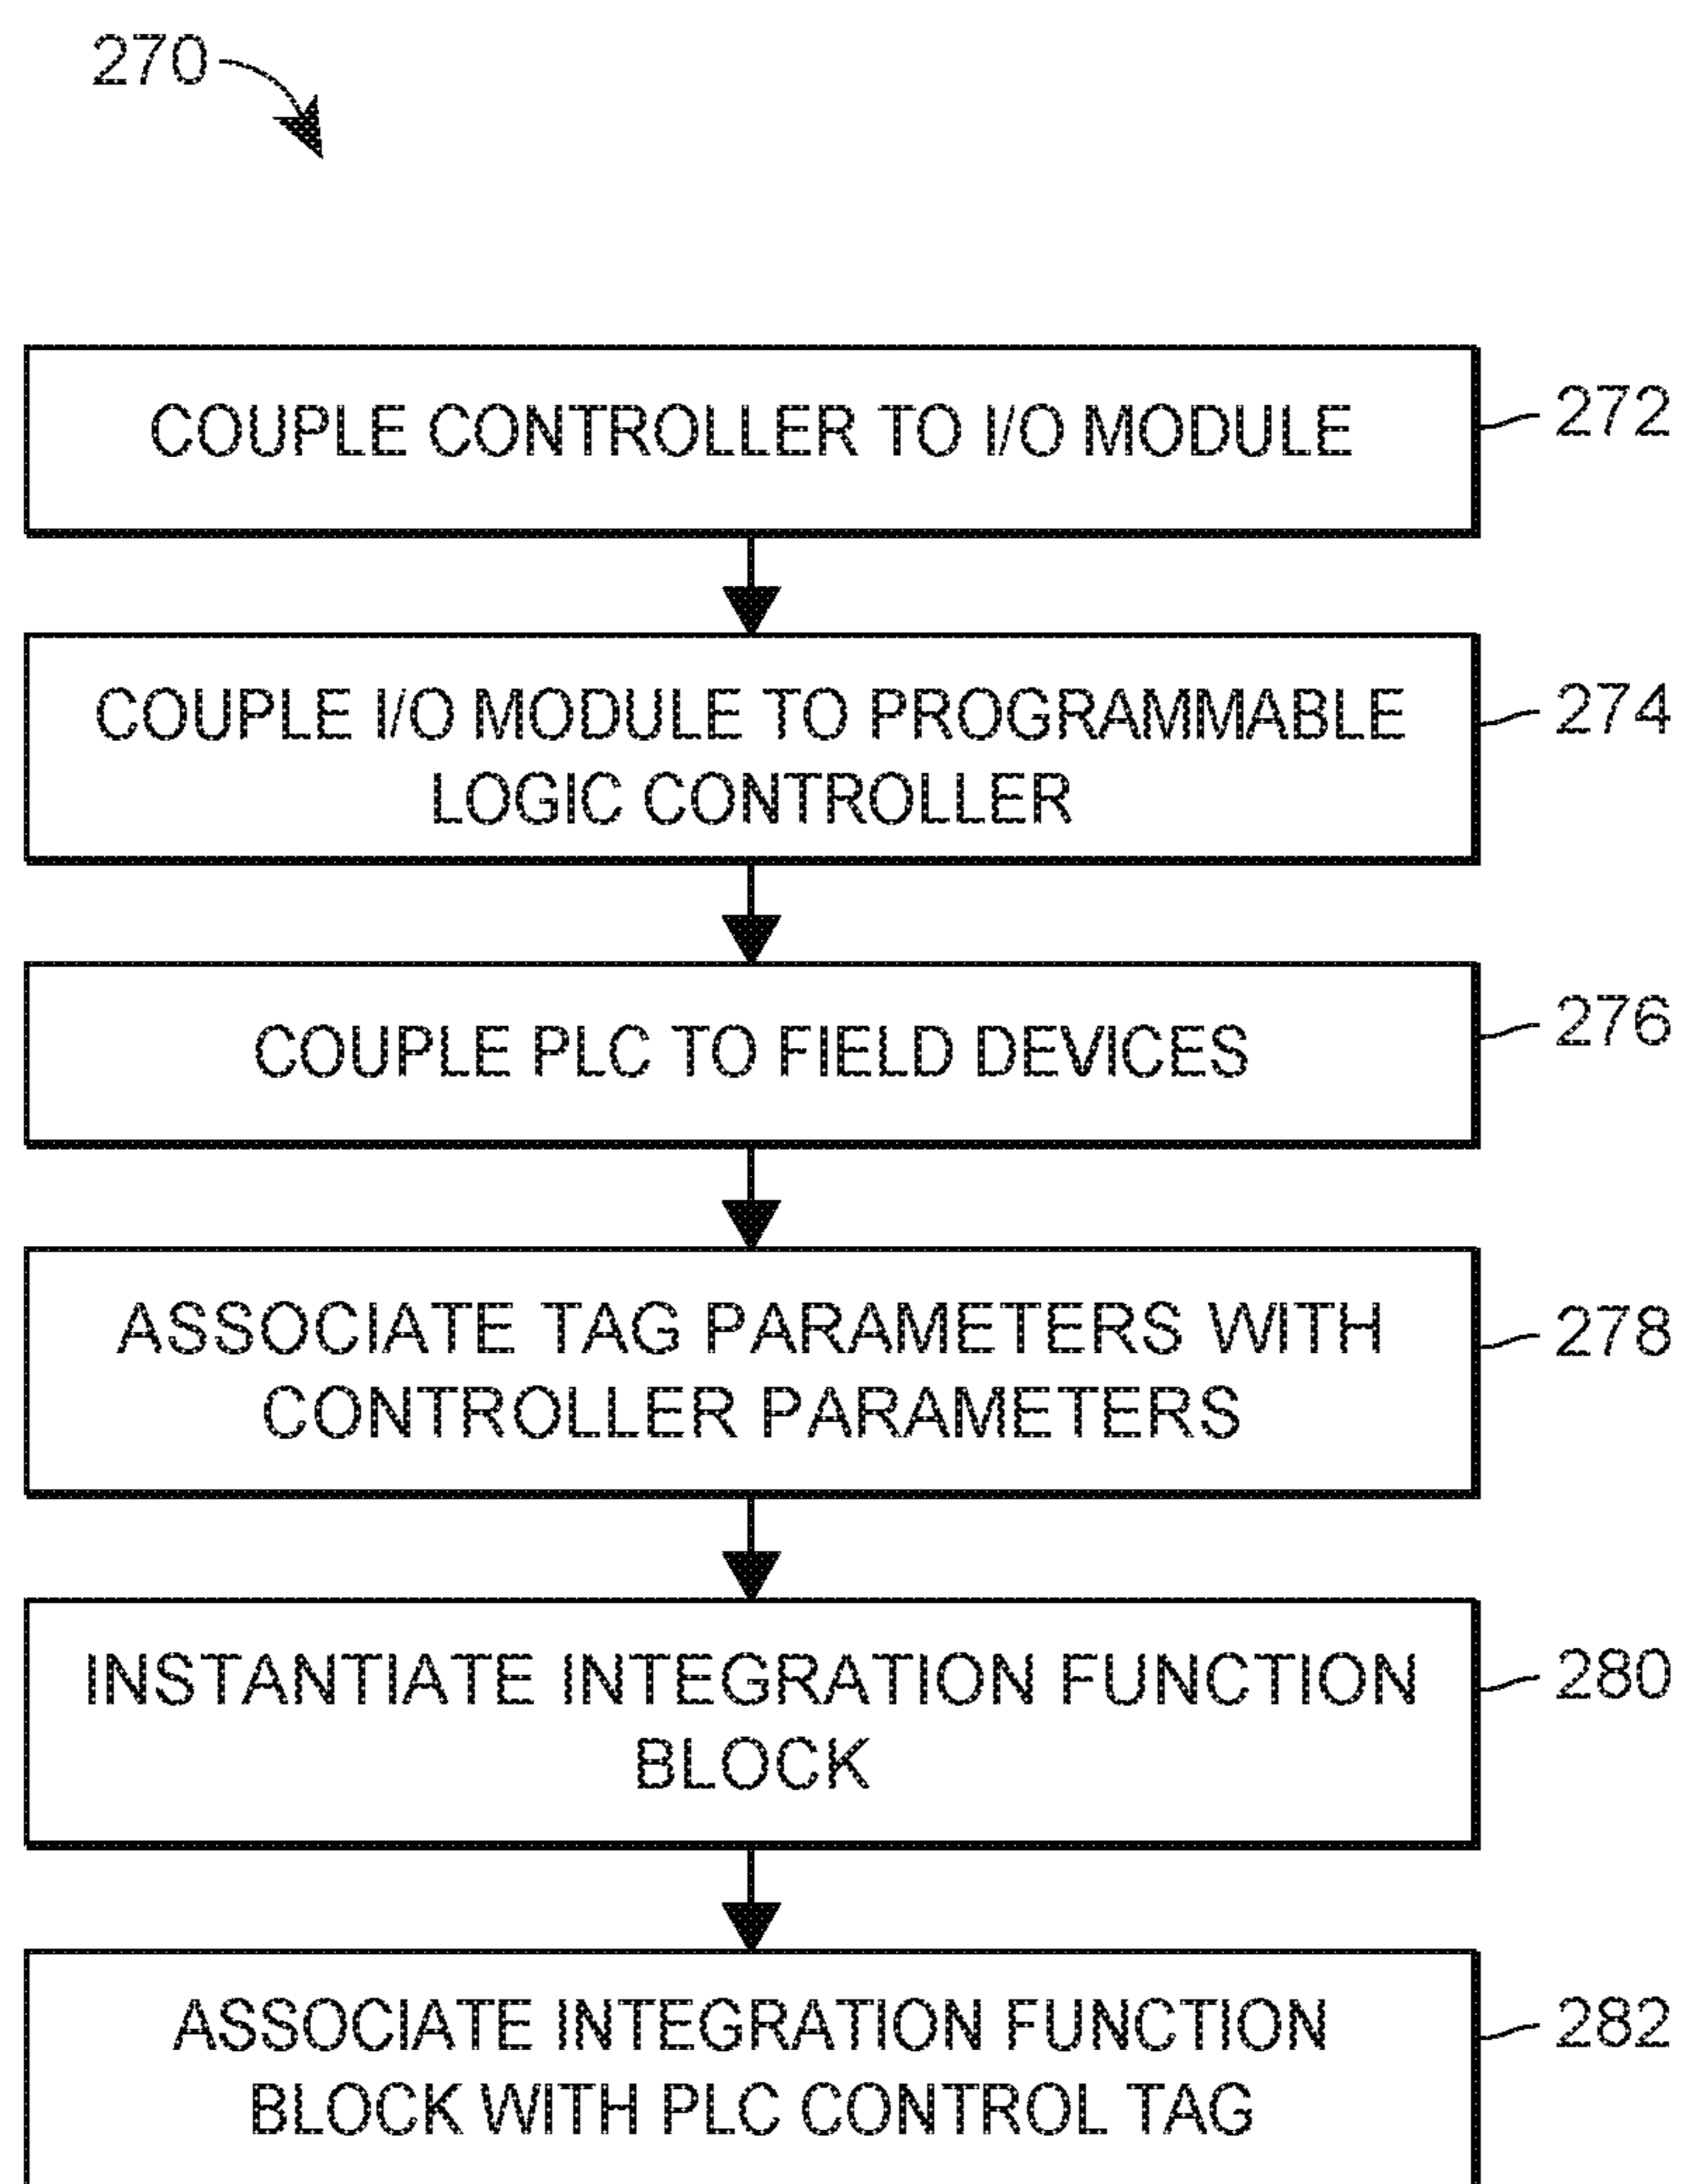 270
COUPLE CONTROLLER TO I/O MODULE
272
COUPLE I/O MODULE TO PROGRAMMABLE
LOGIC CONTROLLER
274
COUPLE PLC TO FIELD DEVICES
276
ASSOCIATE TAG PARAMETERS WITH
CONTROLLER PARAMETERS
278
INSTANTIATE INTEGRATION FUNCTION
BLOCK
280
ASSOCIATE INTEGRATION FUNCTION
BLOCK WITH PLC CONTROL TAG
282